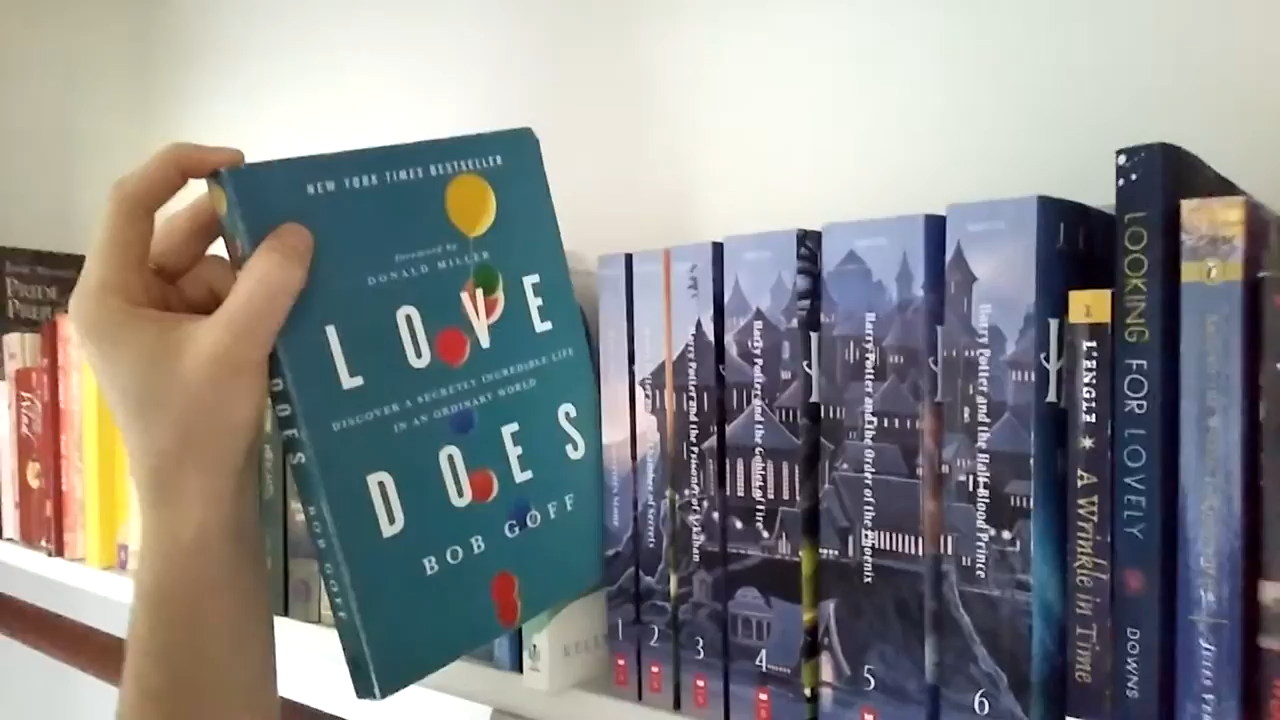 NEW YORK TIMES BESTSELLER
Foreword by
DONALD MILLER
LOVE
DISCOVER A SECRETLY INCREDIBLE LIFE
IN AN ORDINARY WORLD
DOES
BOB GOFF
DOES
BOB GOFF
1
2
Chamber of Secrets
3
Harry Potter and the Prisoner of Azkaban
4
Harry Potter and the Goblet of Fire
5
Harry Potter and the Order of the Phoenix
6
Harry Potter and the Half-Blood Prince
L'ENGLE A Wrinkle in Time
LOOKING FOR LOVELY
DOWNS